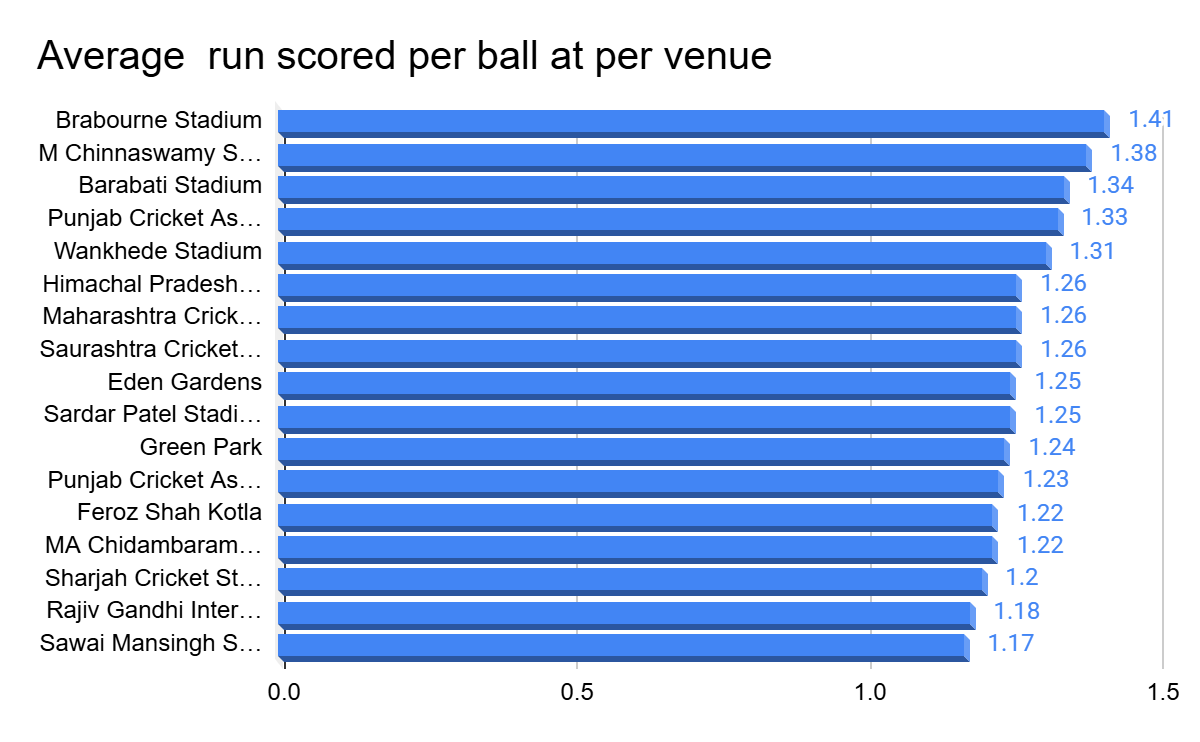 Average  run scored per ball at per venue
Brabourne Stadium 1.41
M Chinnaswamy S… 1.38
Barabati Stadium 1.34
Punjab Cricket As… 1.33
Wankhede Stadium 1.31
Himachal Pradesh… 1.26
Maharashtra Crick… 1.26
Saurashtra Cricket… 1.26
Eden Gardens 1.25
Sardar Patel Stadi… 1.25
Green Park 1.24
Punjab Cricket As… 1.23
Feroz Shah Kotla 1.22
MA Chidambaram… 1.22
Sharjah Cricket St… 1.2
Rajiv Gandhi Inter… 1.18
Sawai Mansingh S… 1.17
0.0 0.5 1.0 1.5